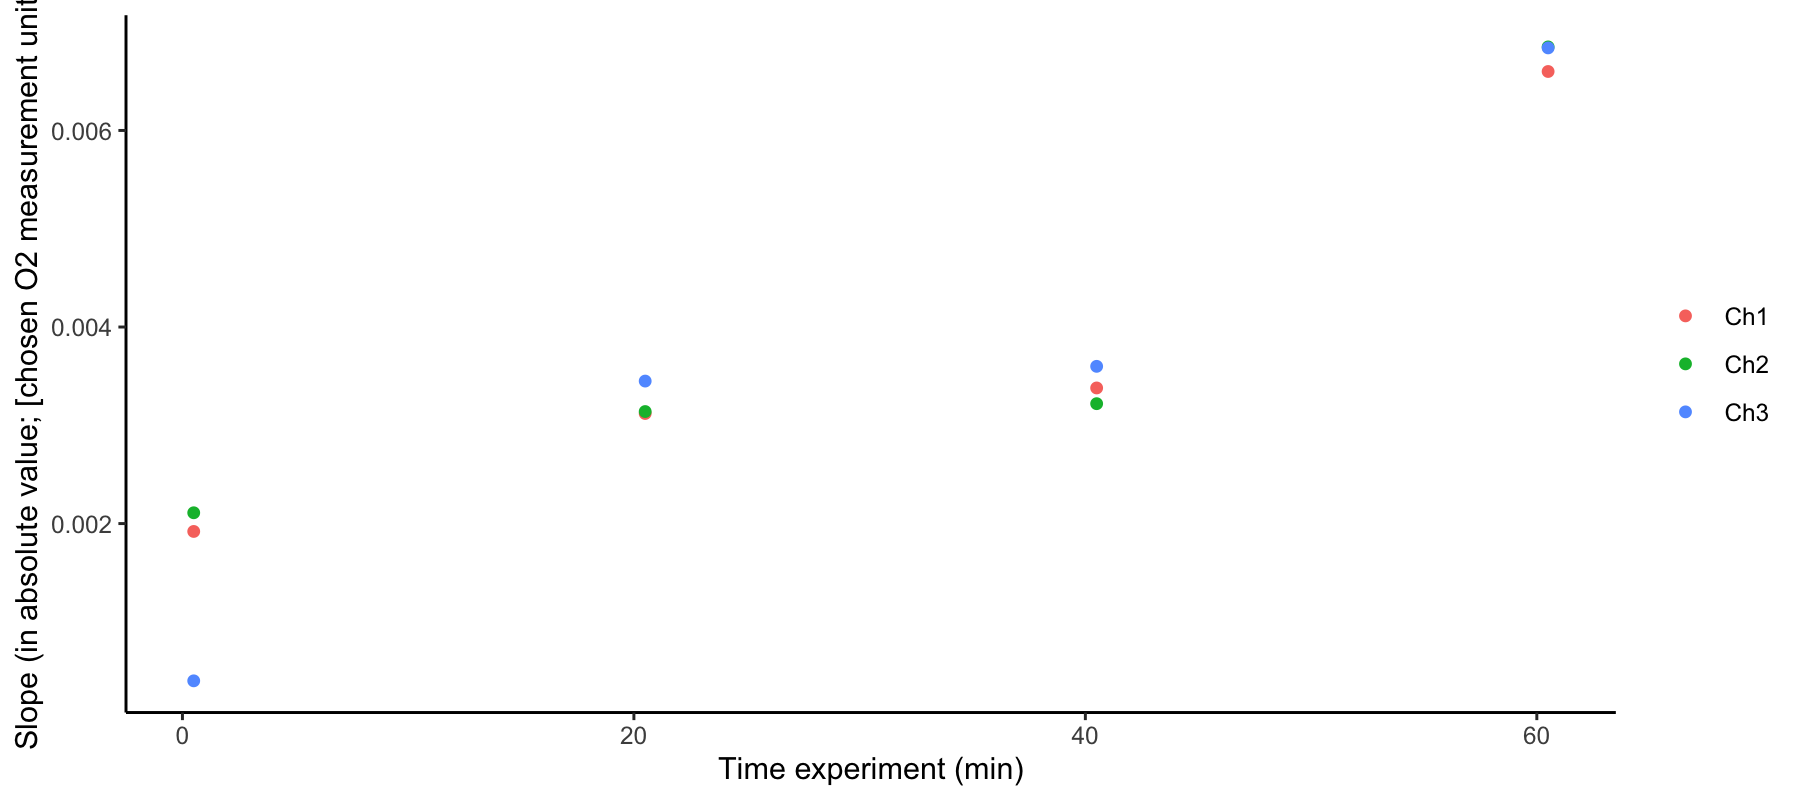 Slope (in absolute value; [chosen O2 measurement unit
0.006
0.004
0.002
0
20
40
60
Time experiment (min)
Ch1
Ch2
Ch3